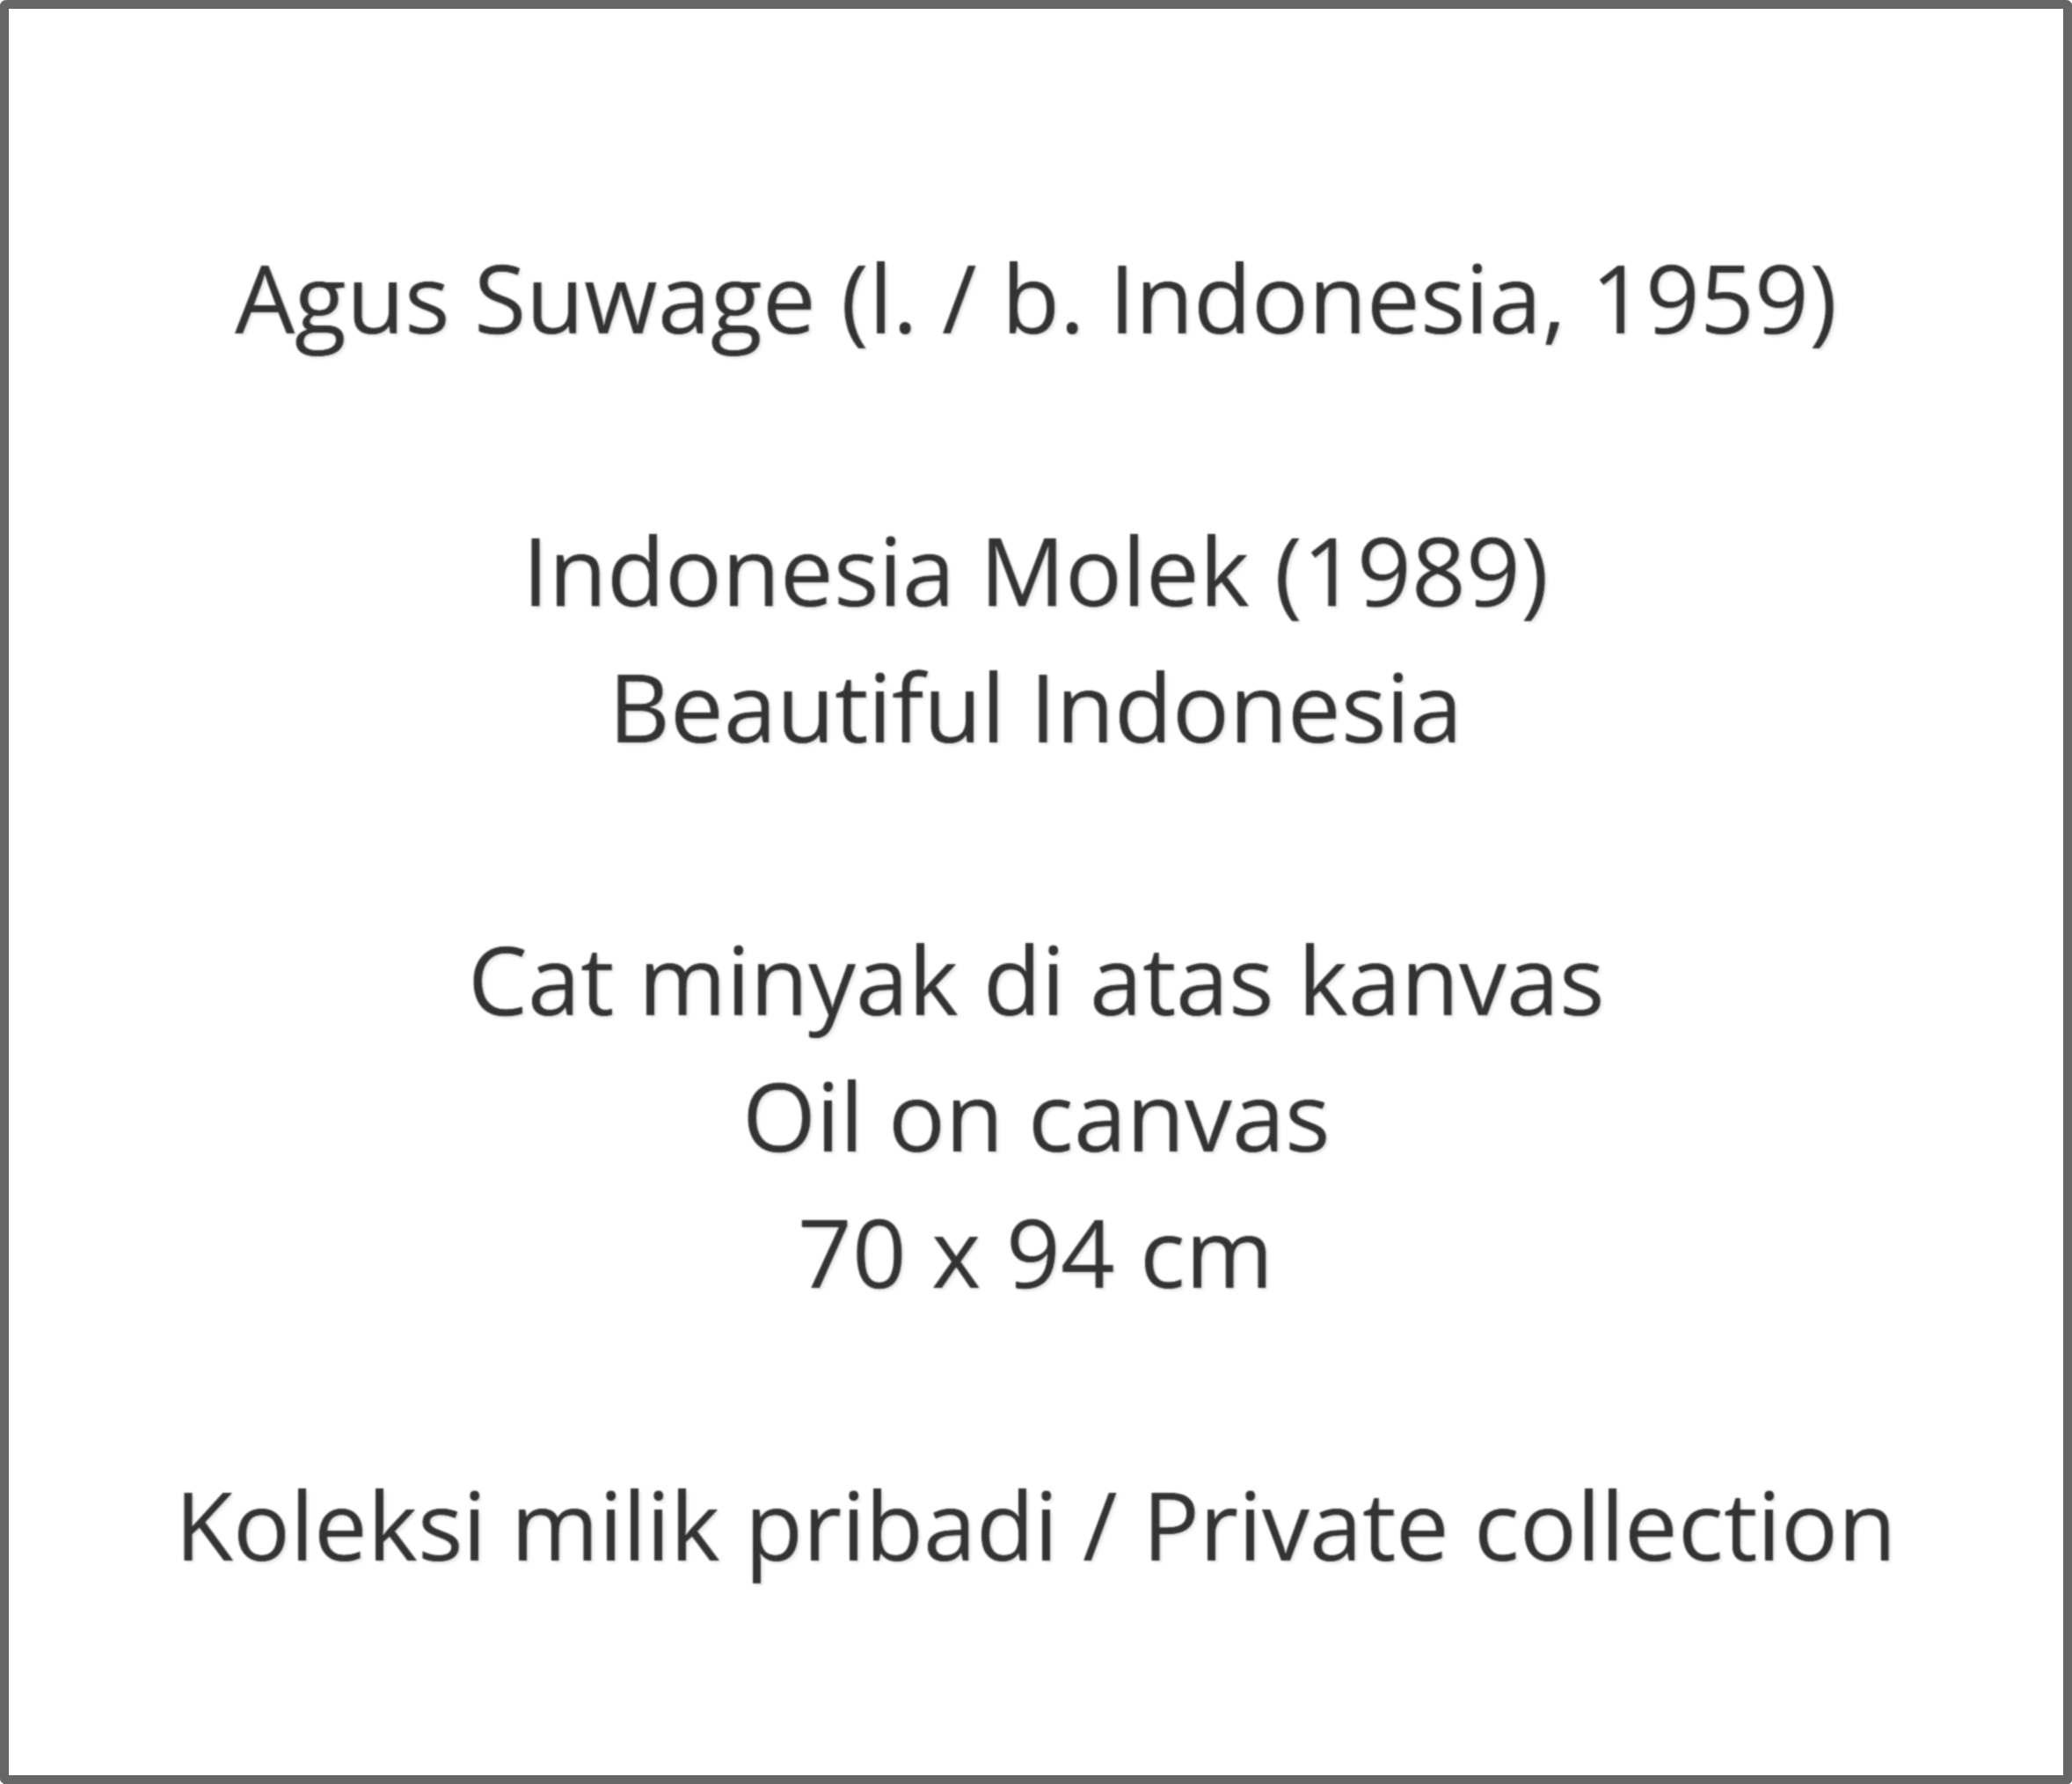 Agus Suwage (l. / b. Indonesia, 1959)
Indonesia Molek (1989)
Beautiful Indonesia
Cat minyak di atas kanvas
Oil on canvas
70 x 94 cm
Koleksi milik pribadi / Private collection